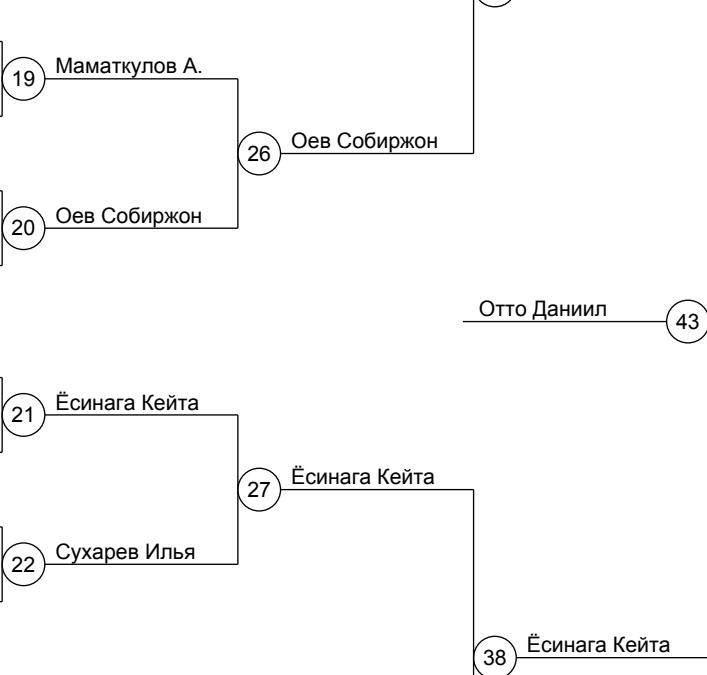 19 Маматкулов А.
26 Оев Собиржон
20 Оев Собиржон
Отто Даниил 43
21 Ёсинага Кейта
27 Ёсинага Кейта
22 Сухарев Илья
38 Ёсинага Кейта